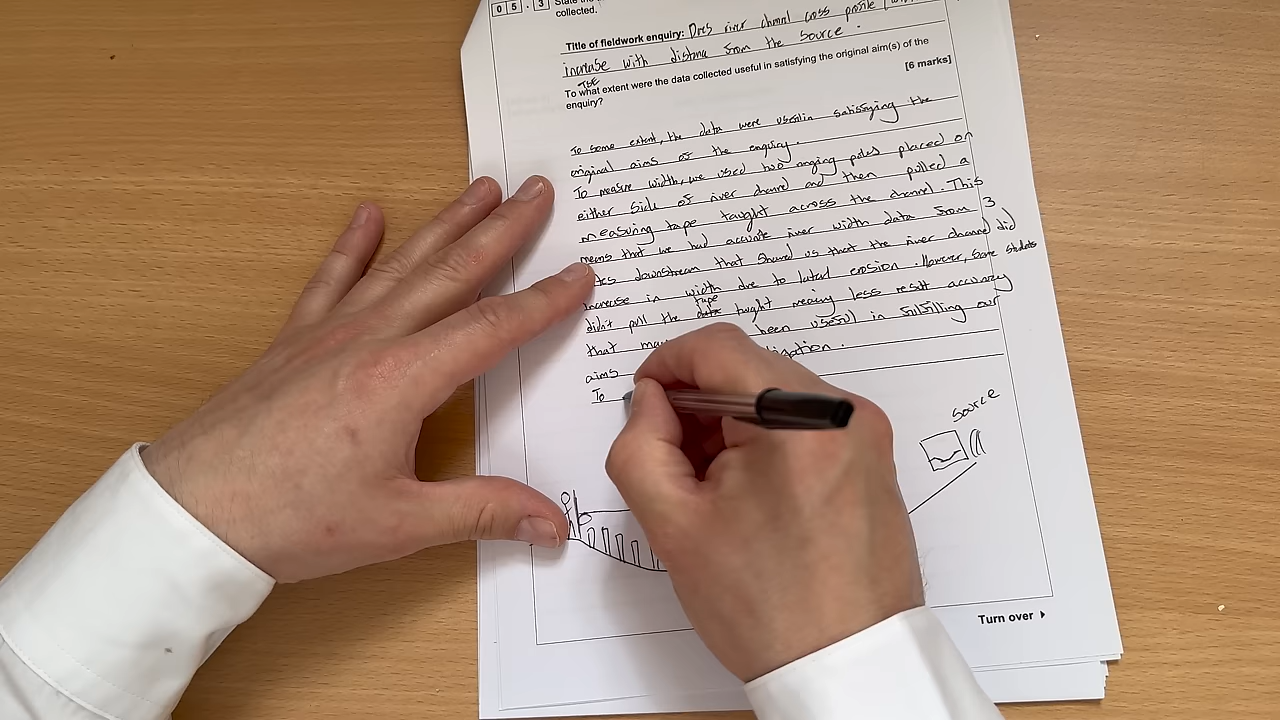 05.3 State the
collected.
Title of fieldwork enquiry: Does river channel cross profile
increase with distance from the source.
To what extent were the data collected useful in satisfying the original aim(s) of the
enquiry?
[6 marks]
To some extent, the data were useful in satisfying the
original aims of the enquiry.
To measure width, we used two ranging poles placed on
either side of river channel and then pulled a
measuring tape taught across the channel. This
means that we had accurate river width data from 3
downstream that showed us that the river channel did
increase in width due to lateral erosion. However, some students
didn't pull the tape taught meaning less result accuracy
that may been useful in fulfilling our
aims
To
source
Turn over